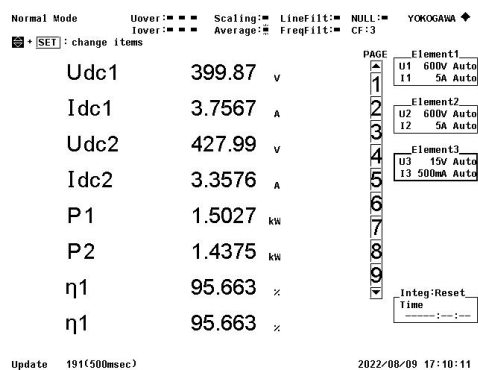 Normal Mode Uover: Scaling: LineFilt: NULL: YOKOGAWA
Iover: Average: FreqFilt: CF:3
+ SET : change items
PAGE
Udc1 399.87 V
Idc1 3.7567 A
Udc2 427.99 V
Idc2 3.3576 A
P1 1.5027 kW
P2 1.4375 kW
η1 95.663 %
η1 95.663 %
1
2
3
4
5
6
7
8
9
Element1
U1 600V Auto
I1 5A Auto
Element2
U2 600V Auto
I2 5A Auto
Element3
U3 15V Auto
I3 500mA Auto
Integ:Reset
Time
-----:--:--
Update 191(500msec) 2022/08/09 17:10:11